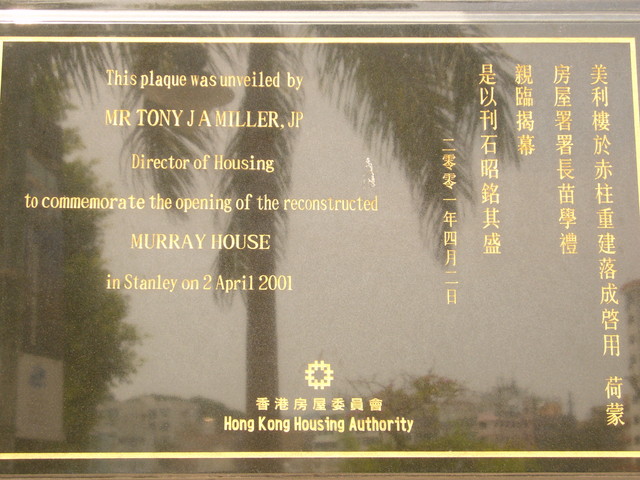 This plaque was unveiled by
MR TONY J A MILLER, JP
Director of Housing
to commemorate the opening of the reconstructed
MURRAY HOUSE
in Stanley on 2 April 2001
美利樓於赤柱重建落成啓用　荷蒙
房屋署署長苗學禮
親臨揭幕
是以刊石昭銘其盛
二零零一年四月二日
香港房屋委員會
Hong Kong Housing Authority